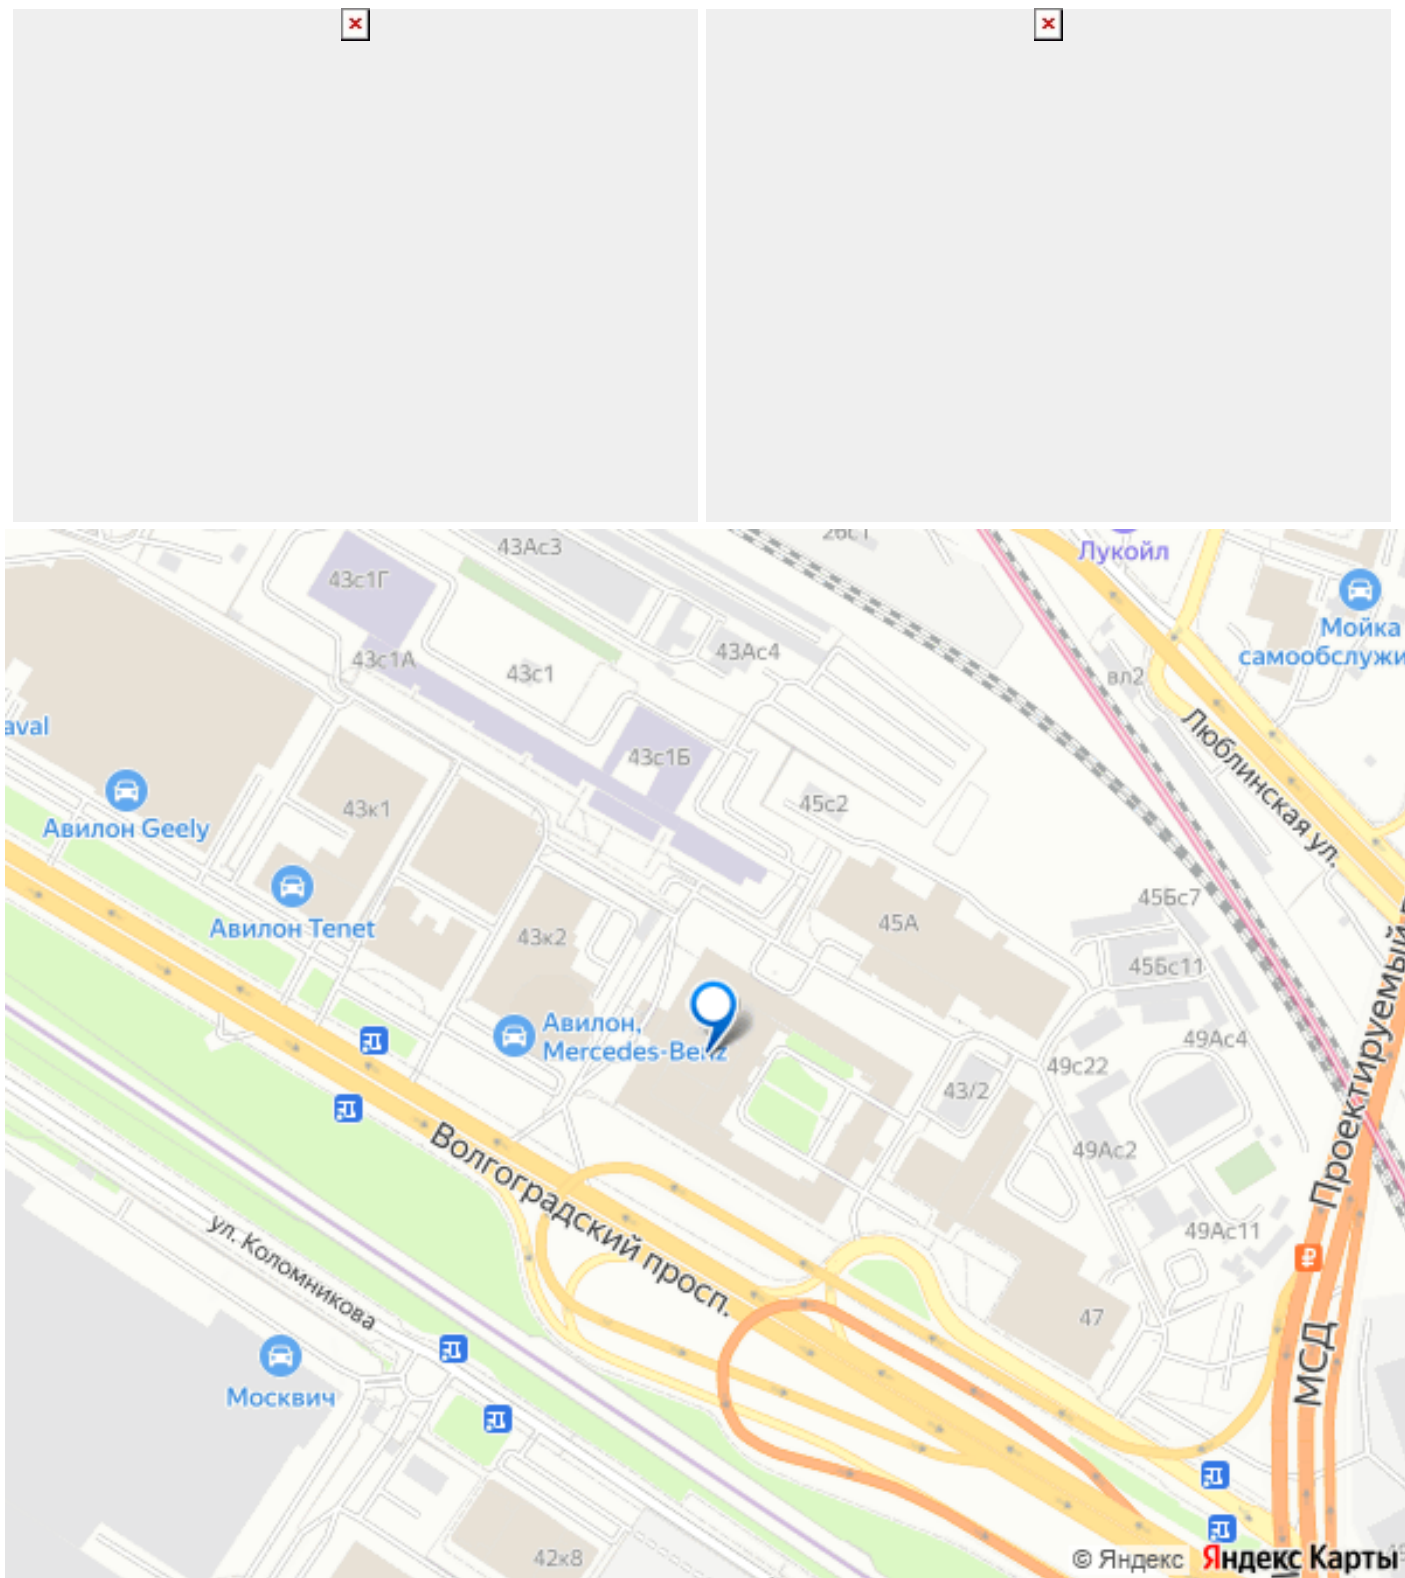 43Ас3
26с1
Лукойл
43с1Г
Мойка
самообслужи
43с1А
43Ас4
43с1
вл2
aval
Люблинская ул.
43с1Б
45с2
43к1
Авилон Geely
Авилон Tenet
45Бс7
45А
43к2
45Бс11
Проектируемый
Авилон,
Mercedes-Benz
49Ас4
49с22
43/2
Волгоградский просп.
49Ас2
49Ас11
ул. Коломникова
47
МСД
Москвич
42к8
© Яндекс Яндекс Карты